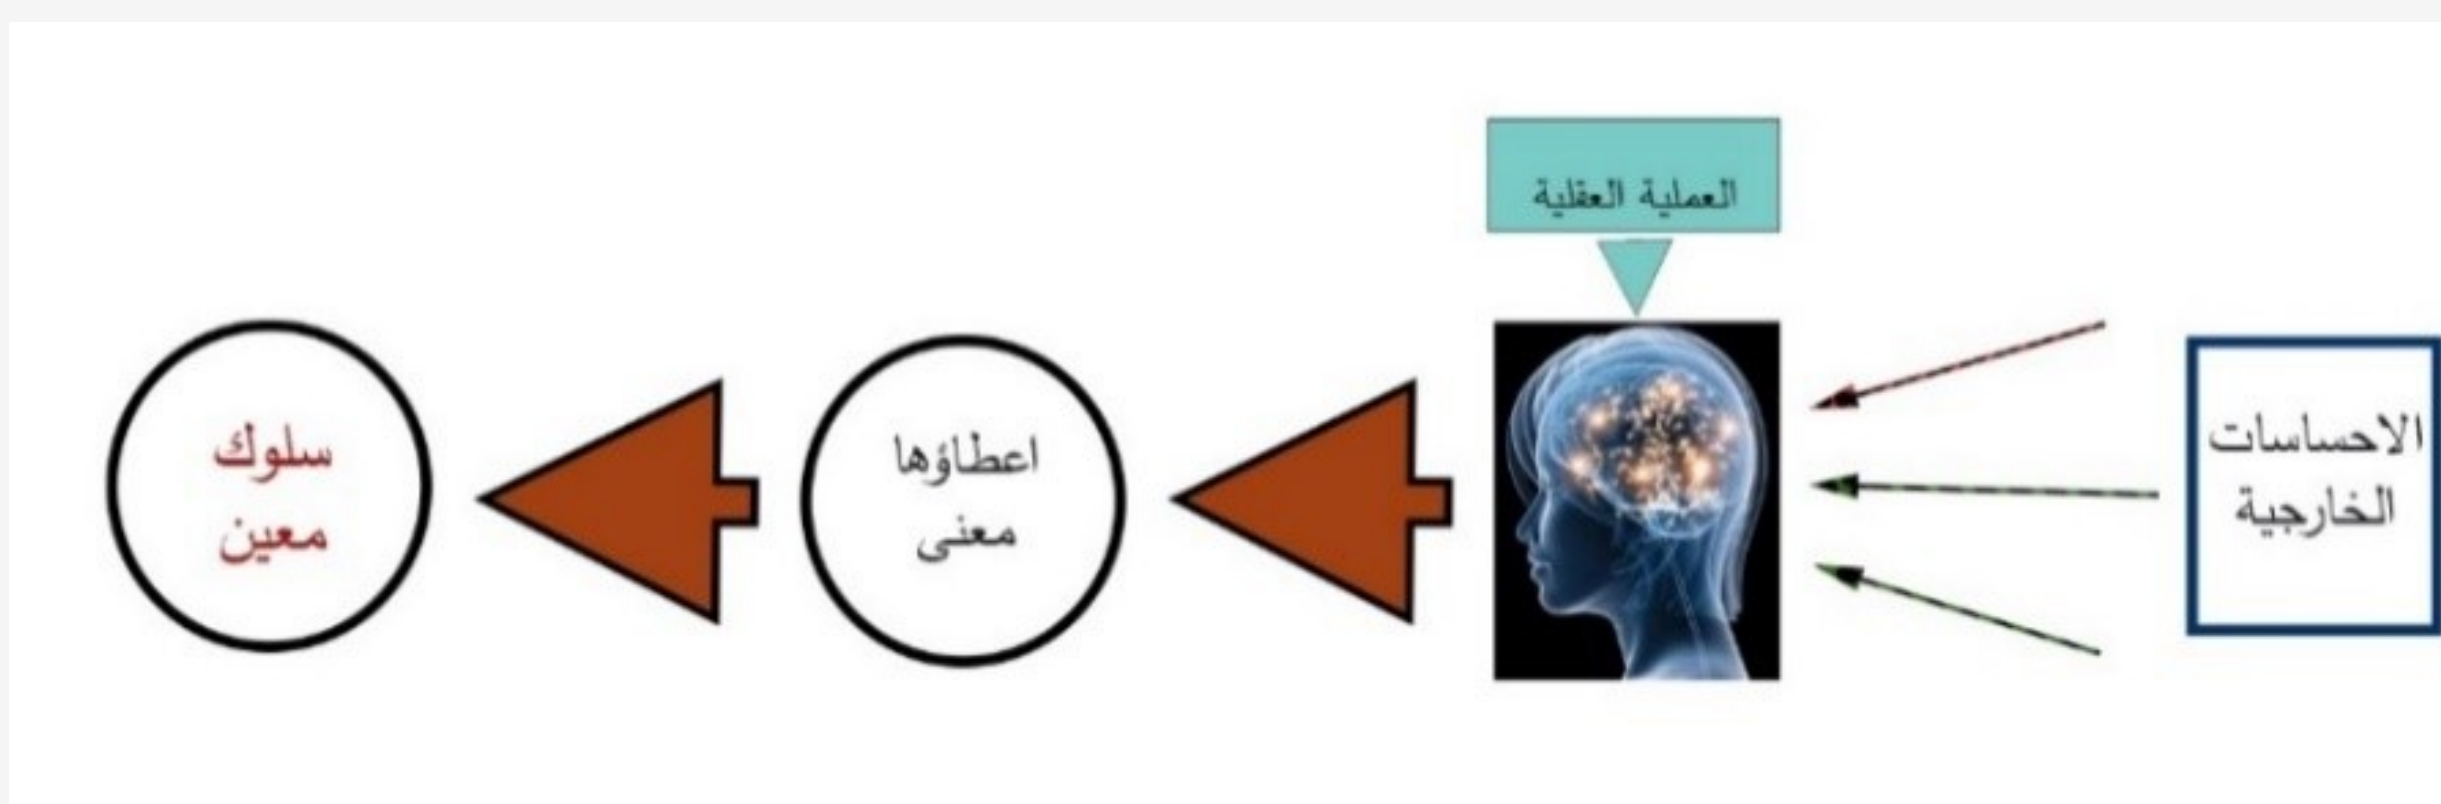 العملية العقلية
الاحساسات
الخارجية
اعطاؤها
معنى
سلوك
معين